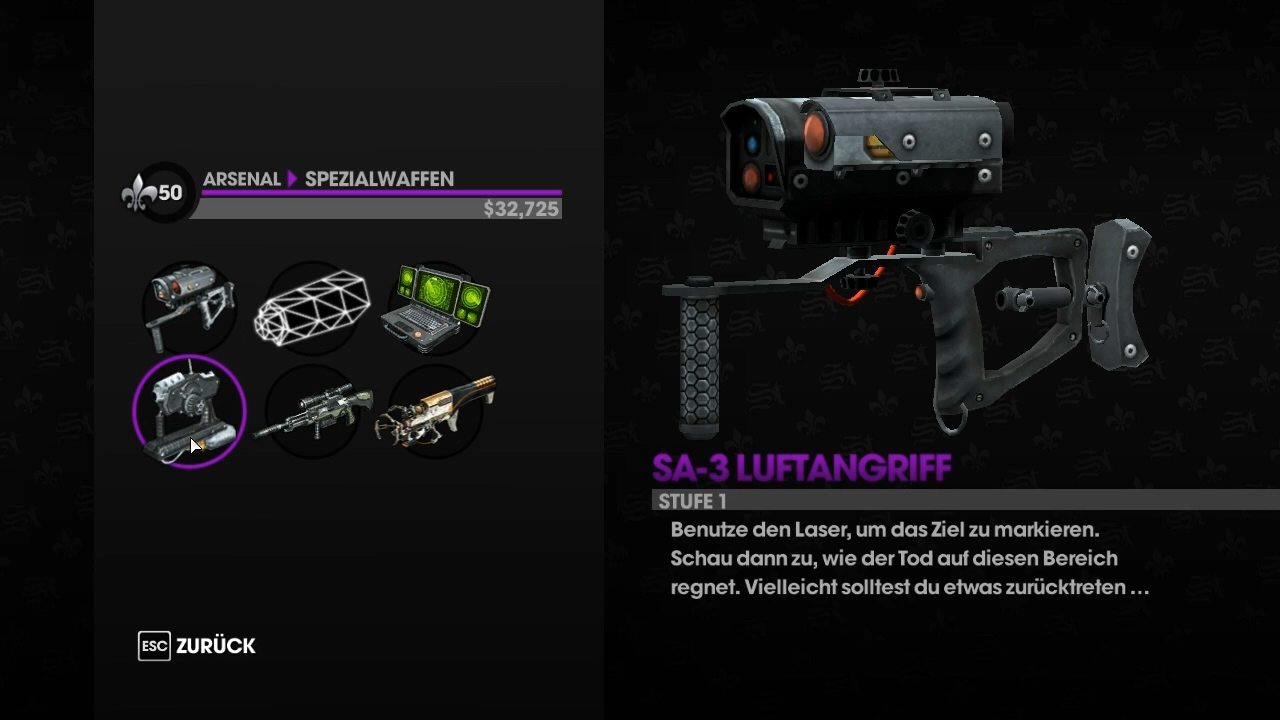 50
ARSENAL SPEZIALWAFFEN
$32,725
SA-3 LUFTANGRIFF
STUFE 1
Benutze den Laser, um das Ziel zu markieren.
Schau dann zu, wie der Tod auf diesen Bereich
regnet. Vielleicht solltest du etwas zurücktreten ...
ESC ZURÜCK